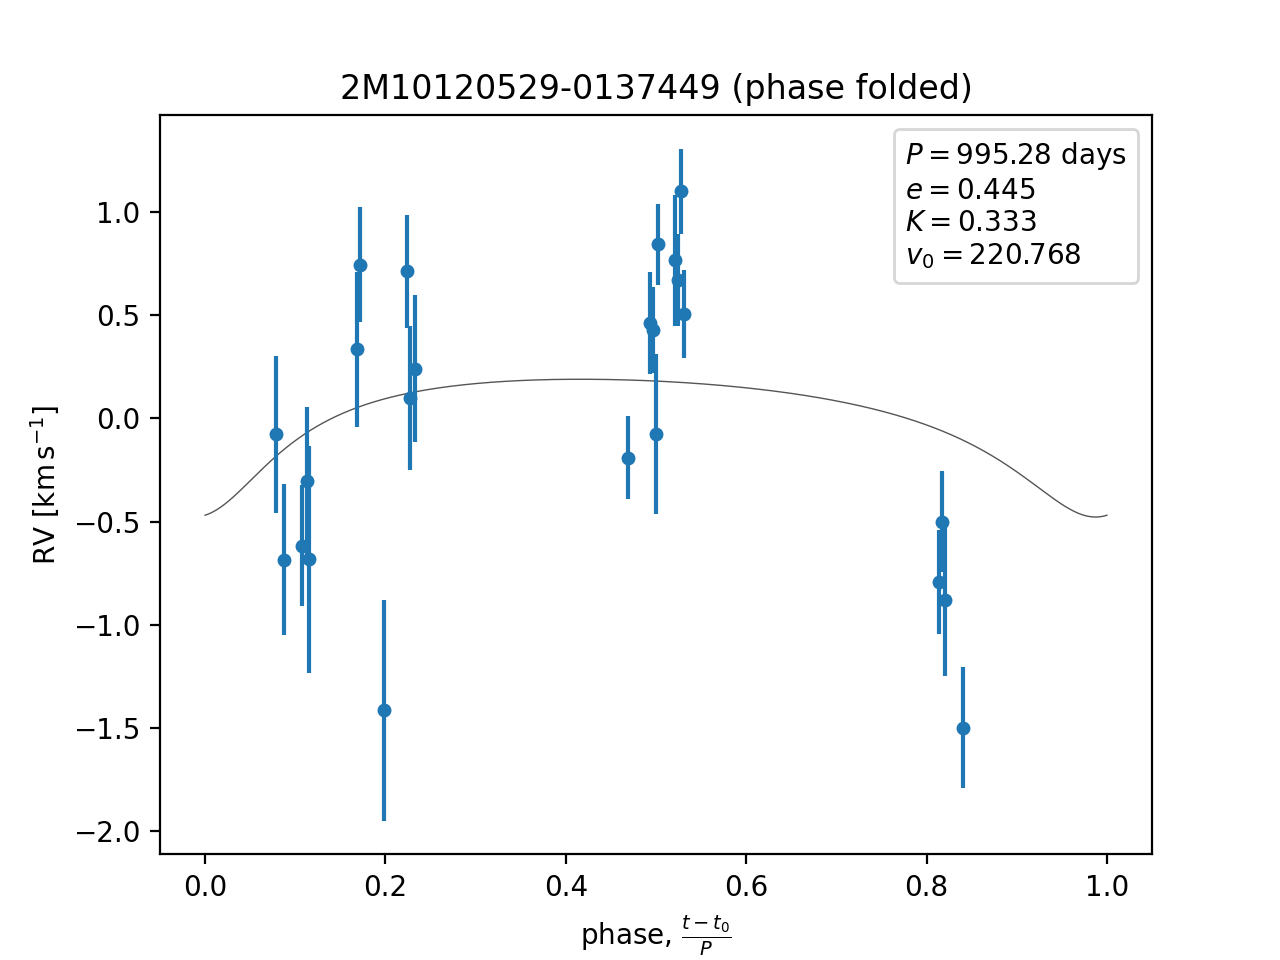 2M10120529-0137449 (phase folded)
P = 995.28 days
e = 0.445
K = 0.333
v₀ = 220.768
RV [km s⁻¹]
1.0
0.5
0.0
−0.5
−1.0
−1.5
−2.0
0.0 0.2 0.4 0.6 0.8 1.0
phase, (t − t₀)/P